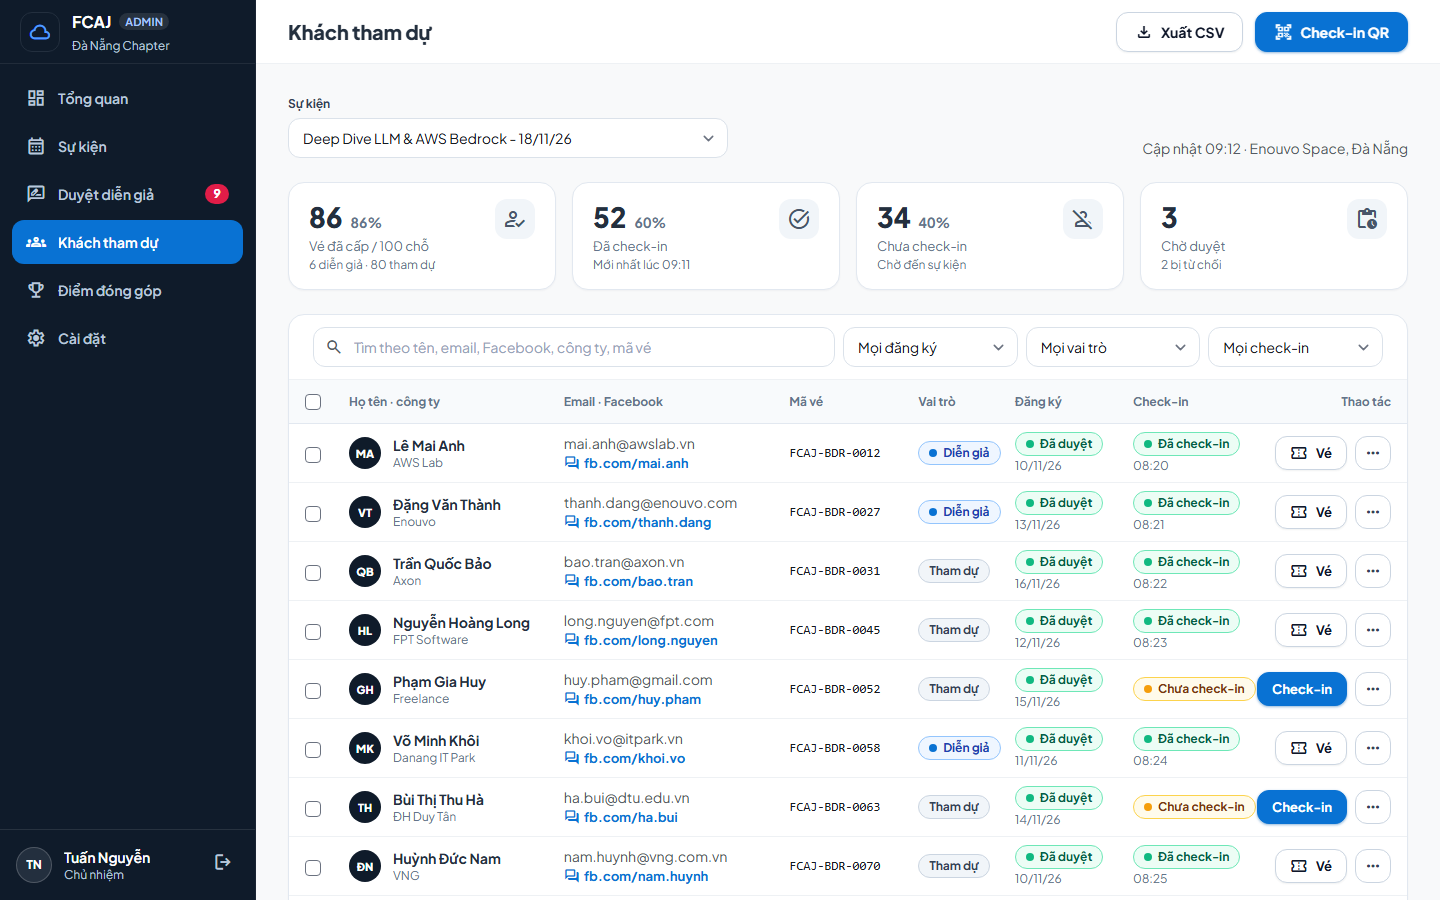 FCAJ ADMIN
Đà Nẵng Chapter
Tổng quan
Sự kiện
Duyệt diễn giả 9
Khách tham dự
Điểm đóng góp
Cài đặt
TN Tuấn Nguyễn
Chủ nhiệm
Khách tham dự
Xuất CSV
Check-in QR
Sự kiện
Deep Dive LLM & AWS Bedrock - 18/11/26
Cập nhật 09:12 · Enouvo Space, Đà Nẵng
86 86%
Vé đã cấp / 100 chỗ
6 diễn giả · 80 tham dự
52 60%
Đã check-in
Mới nhất lúc 09:11
34 40%
Chưa check-in
Chờ đến sự kiện
3
Chờ duyệt
2 bị từ chối
Tìm theo tên, email, Facebook, công ty, mã vé
Mọi đăng ký
Mọi vai trò
Mọi check-in
Họ tên · công ty Email · Facebook Mã vé Vai trò Đăng ký Check-in Thao tác
MA Lê Mai Anh mai.anh@awslab.vn FCAJ-BDR-0012 Diễn giả Đã duyệt Đã check-in Vé
AWS Lab fb.com/mai.anh 10/11/26 08:20
VT Đặng Văn Thành thanh.dang@enouvo.com FCAJ-BDR-0027 Diễn giả Đã duyệt Đã check-in Vé
Enouvo fb.com/thanh.dang 13/11/26 08:21
QB Trần Quốc Bảo bao.tran@axon.vn FCAJ-BDR-0031 Tham dự Đã duyệt Đã check-in Vé
Axon fb.com/bao.tran 16/11/26 08:22
HL Nguyễn Hoàng Long long.nguyen@fpt.com FCAJ-BDR-0045 Tham dự Đã duyệt Đã check-in Vé
FPT Software fb.com/long.nguyen 12/11/26 08:23
GH Phạm Gia Huy huy.pham@gmail.com FCAJ-BDR-0052 Tham dự Đã duyệt Chưa check-in Check-in
Freelance fb.com/huy.pham 15/11/26
MK Võ Minh Khôi khoi.vo@itpark.vn FCAJ-BDR-0058 Diễn giả Đã duyệt Đã check-in Vé
Danang IT Park fb.com/khoi.vo 11/11/26 08:24
TH Bùi Thị Thu Hà ha.bui@dtu.edu.vn FCAJ-BDR-0063 Tham dự Đã duyệt Chưa check-in Check-in
ĐH Duy Tân fb.com/ha.bui 14/11/26
ĐN Huỳnh Đức Nam nam.huynh@vng.com.vn FCAJ-BDR-0070 Tham dự Đã duyệt Đã check-in Vé
VNG fb.com/nam.huynh 10/11/26 08:25